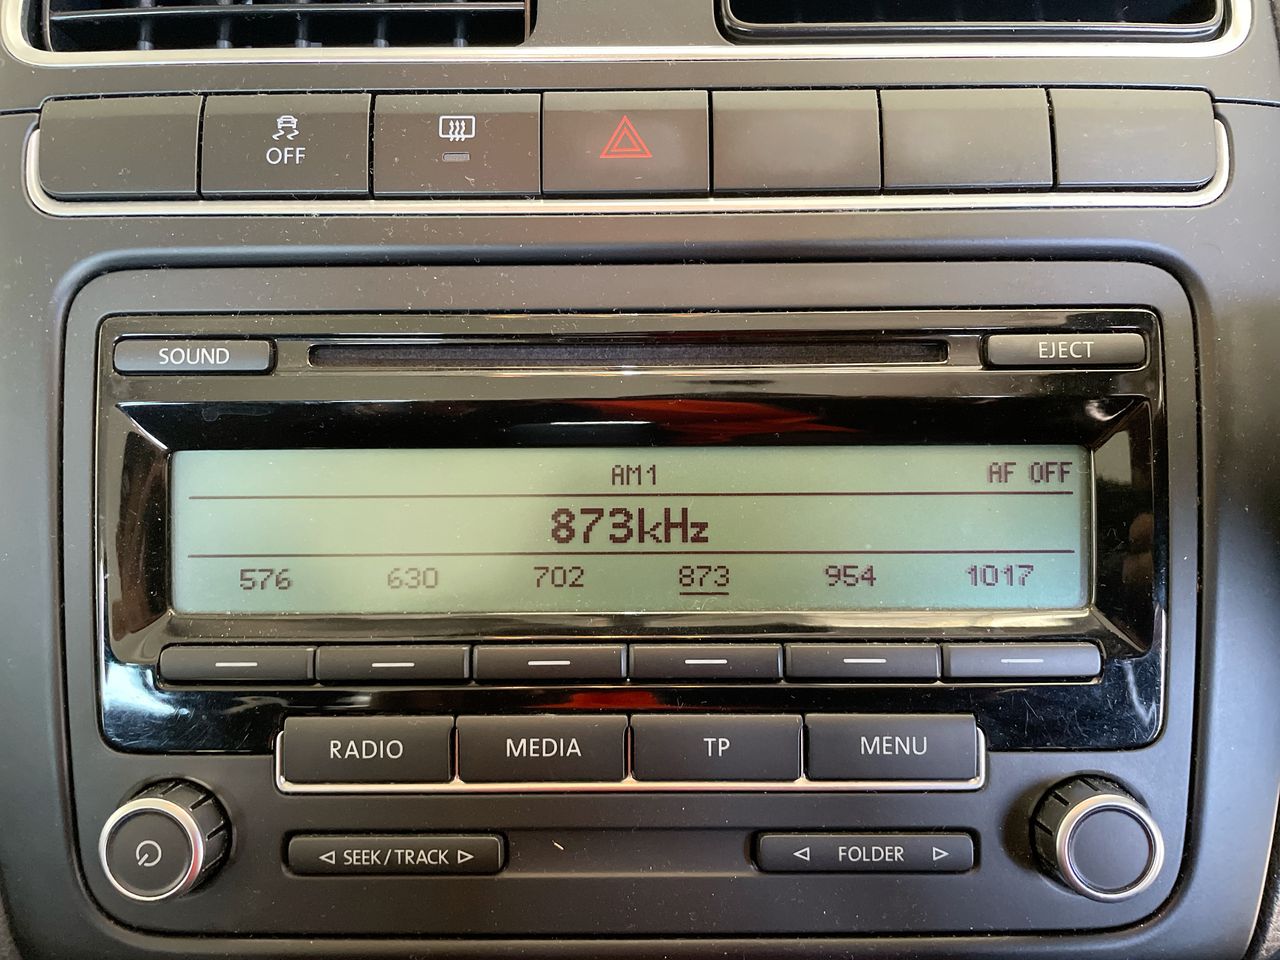 OFF
SOUND
EJECT
AM1
AF OFF
873kHz
576 630 702 873 954 1017
RADIO MEDIA TP MENU
SEEK/TRACK
FOLDER